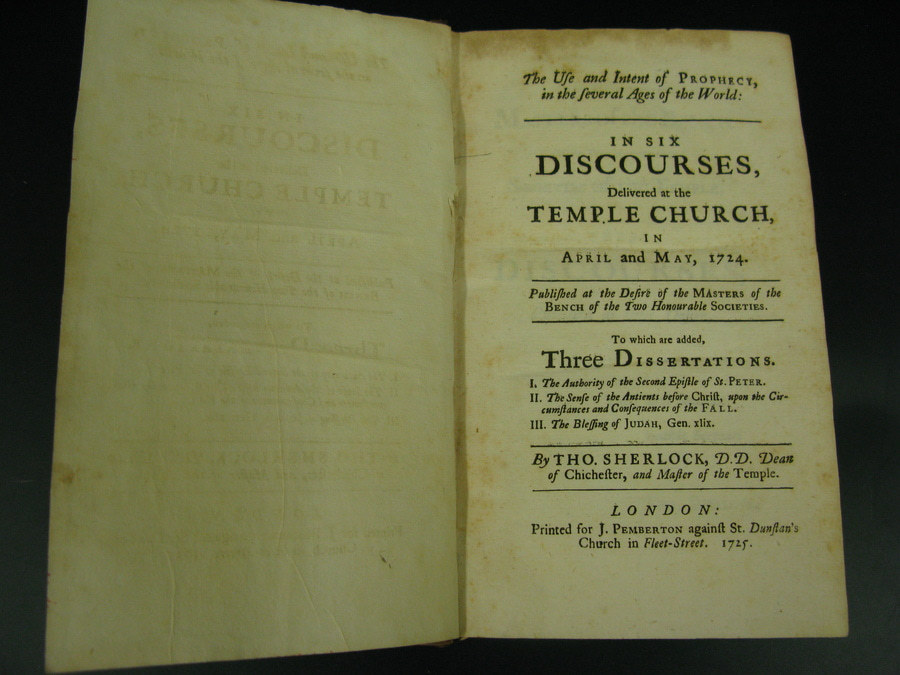 The Uſe and Intent of PROPHECY,
in the ſeveral Ages of the World:
IN SIX
DISCOURSES,
Delivered at the
TEMPLE CHURCH,
IN
APRIL and MAY, 1724.
Publiſhed at the Deſire of the MASTERS of the
BENCH of the Two Honourable SOCIETIES.
To which are added,
Three DISSERTATIONS.
I. The Authority of the Second Epiſtle of St. PETER.
II. The Senſe of the Antients before Chriſt, upon the Cir-
cumſtances and Conſequences of the FALL.
III. The Bleſſing of JUDAH, Gen. xlix.
By THO. SHERLOCK, D.D. Dean
of Chicheſter, and Maſter of the Temple.
LONDON:
Printed for J. PEMBERTON againſt St. Dunſtan's
Church in Fleet-Street. 1725.